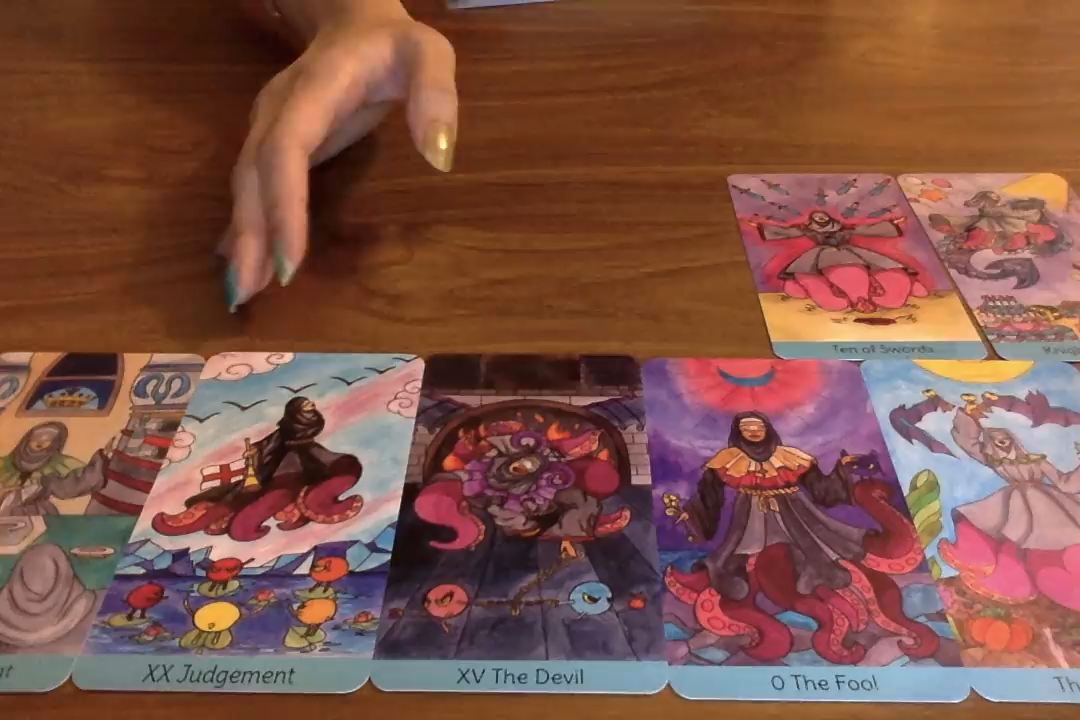 Ten of Swords
XX Judgement
XV The Devil
0 The Fool